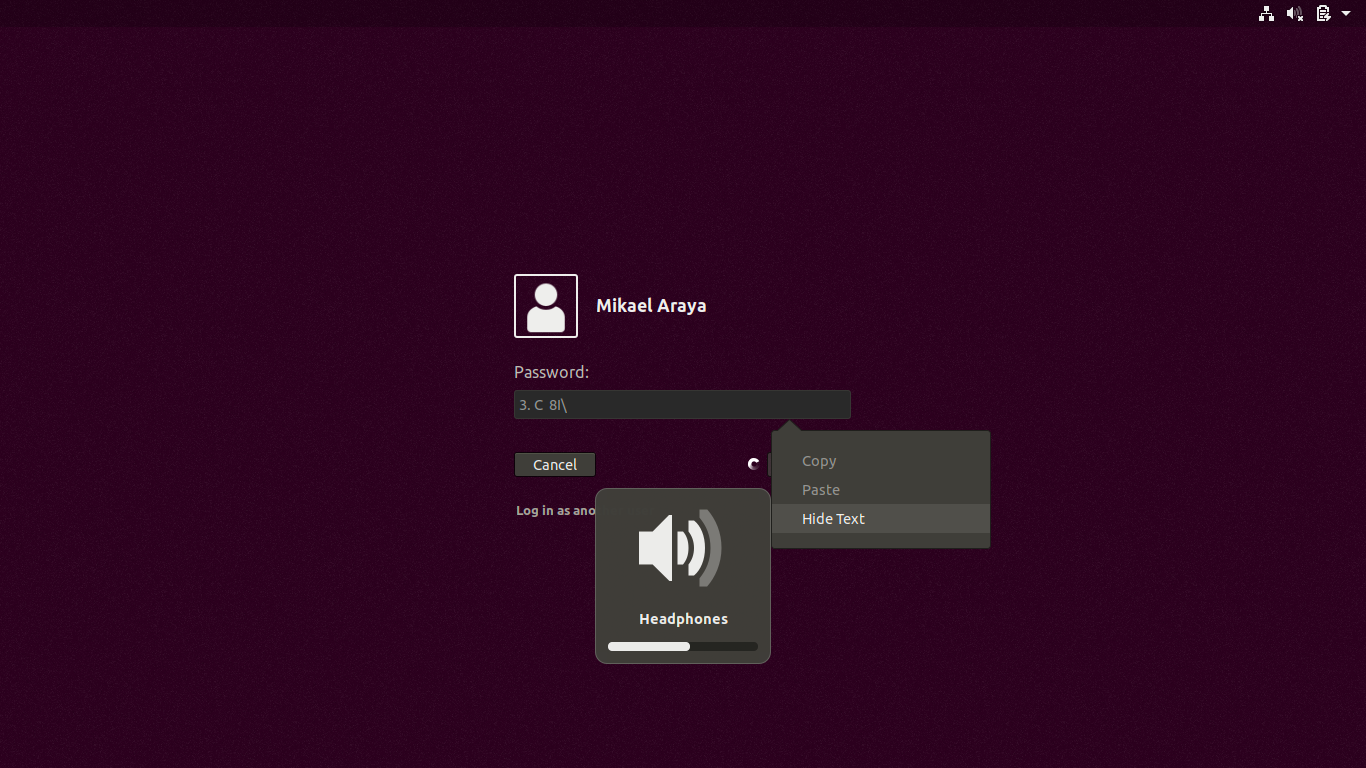 Mikael Araya
Password:
3. C 8I\
Copy
Cancel
Paste
Log in as ano
Hide Text
Headphones